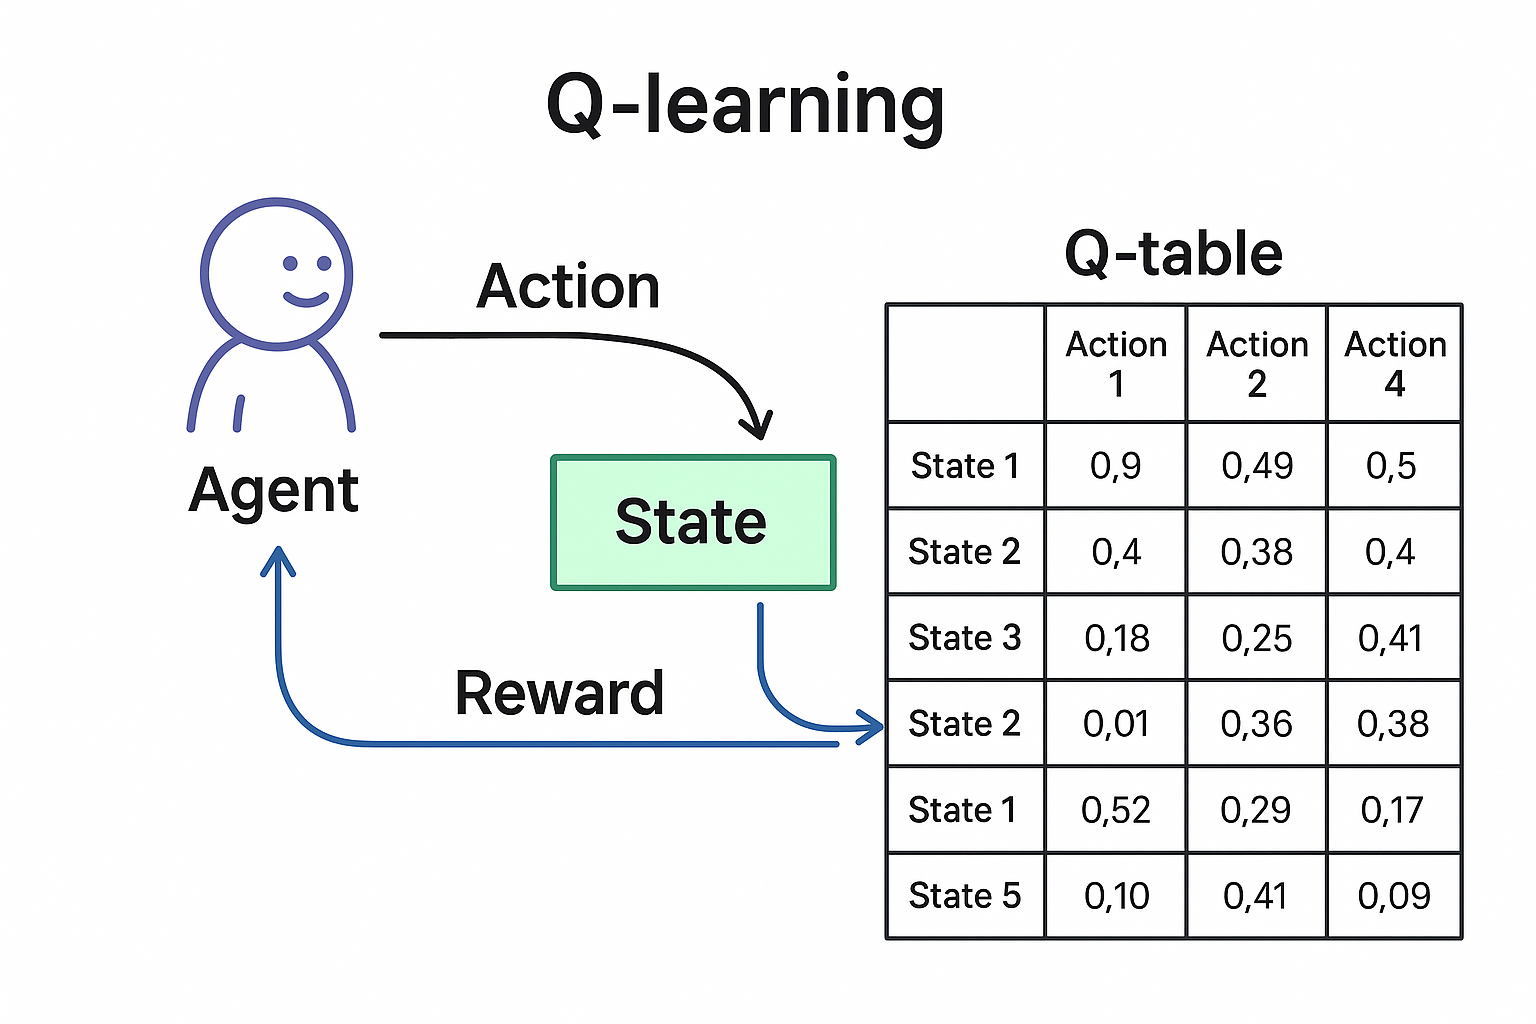 Q-learning
Action
Agent
State
Reward
Q-table
Action 1 Action 2 Action 4
State 1 0,9 0,49 0,5
State 2 0,4 0,38 0,4
State 3 0,18 0,25 0,41
State 2 0,01 0,36 0,38
State 1 0,52 0,29 0,17
State 5 0,10 0,41 0,09